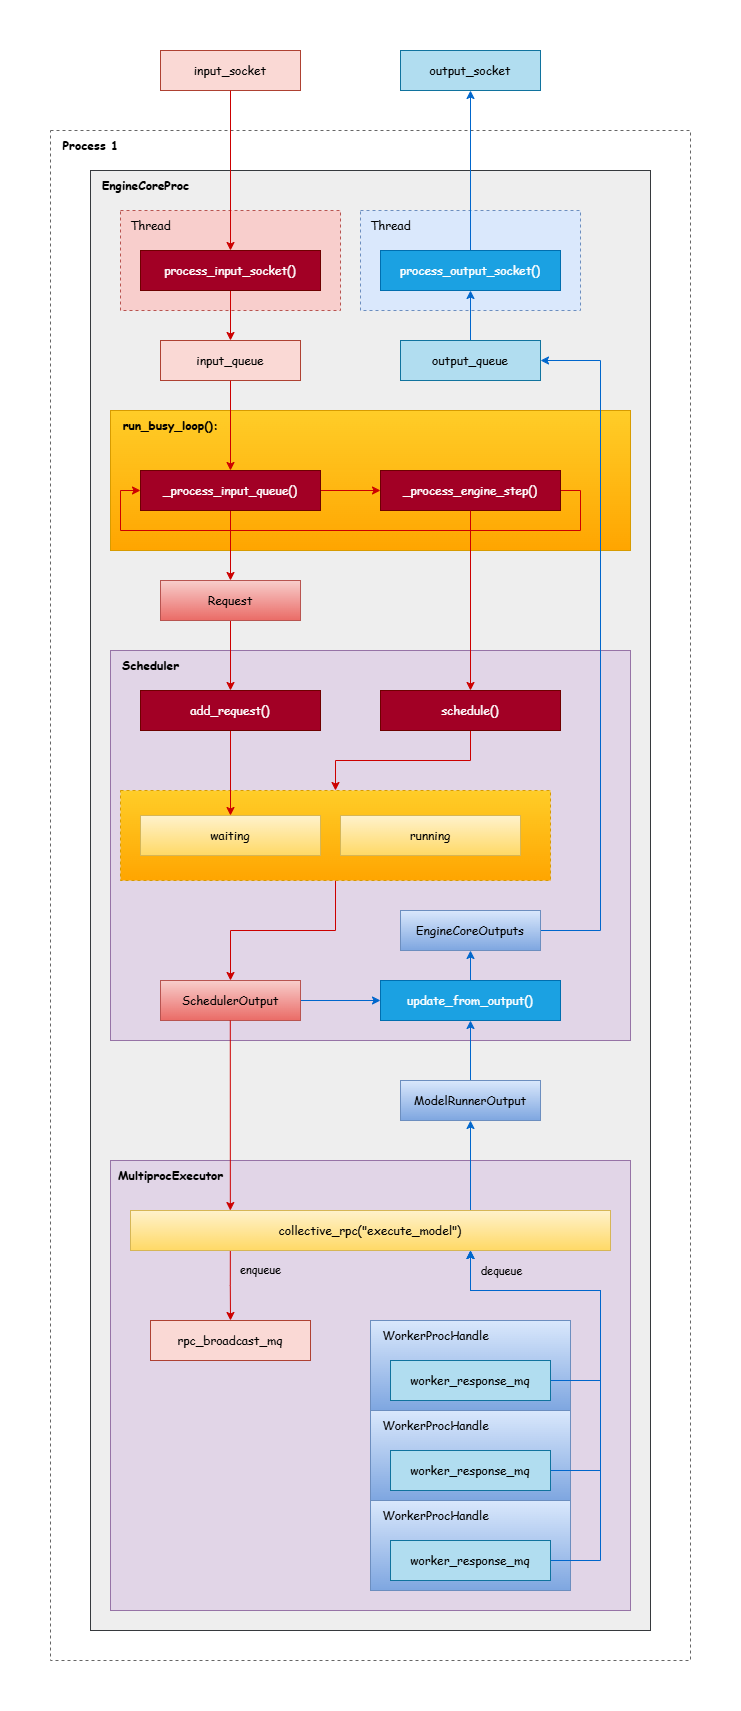 input_socket
output_socket
Process 1
EngineCoreProc
Thread
Thread
process_input_socket()
process_output_socket()
input_queue
output_queue
run_busy_loop():
_process_input_queue()
_process_engine_step()
Request
Scheduler
add_request()
schedule()
waiting
running
EngineCoreOutputs
SchedulerOutput
update_from_output()
ModelRunnerOutput
MultiprocExecutor
collective_rpc("execute_model")
enqueue
dequeue
rpc_broadcast_mq
WorkerProcHandle
worker_response_mq
WorkerProcHandle
worker_response_mq
WorkerProcHandle
worker_response_mq